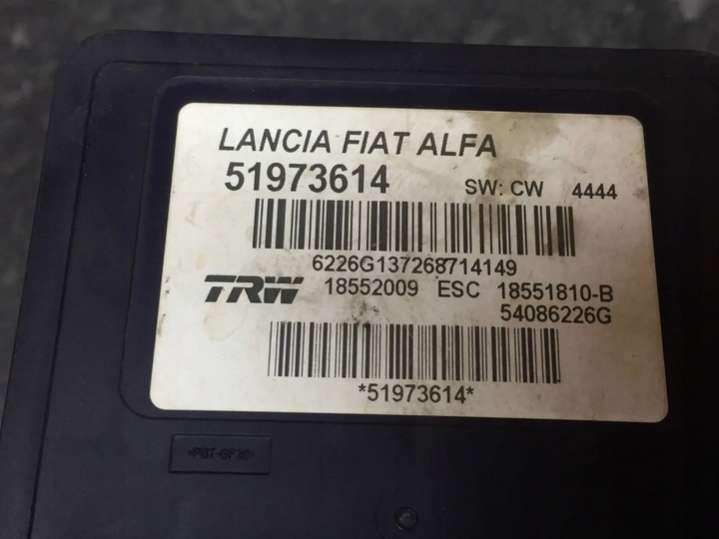 LANCIA FIAT ALFA
51973614 SW: CW 4444
6226G137268714149
TRW 18552009 ESC 18551810-B
54086226G
*51973614*